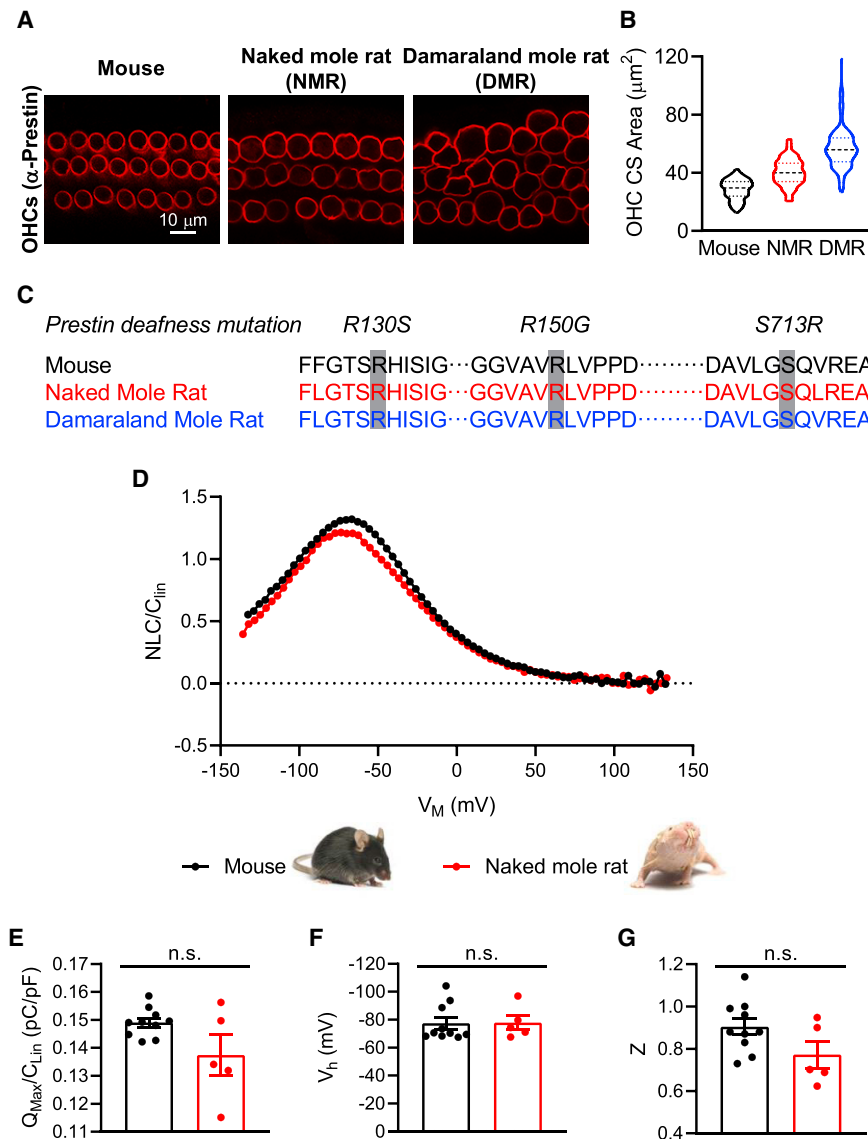 A
Mouse
Naked mole rat
(NMR)
Damaraland mole rat
(DMR)
OHCs (α-Prestin)
10 μm
B
OHC CS Area (μm²)
120
80
40
0
Mouse NMR DMR
C
Prestin deafness mutation R130S R150G S713R
Mouse FFGTSRHISIG···GGVAVRLVPPD·········DAVLGSQVREA
Naked Mole Rat FLGTSRHISIG···GGVAVRLVPPD·········DAVLGSQLREA
Damaraland Mole Rat FLGTSRHISIG···GGVAVRLVPPD·········DAVLGSQVREA
D
NLC/Clin
1.5
1.0
0.5
0.0
-0.5
-150 -100 -50 0 50 100 150
VM (mV)
Mouse Naked mole rat
E
n.s.
QMax/CLin (pC/pF)
0.17
0.16
0.15
0.14
0.13
0.12
0.11
F
n.s.
Vh (mV)
-120
-100
-80
-60
-40
-20
0
G
n.s.
Z
1.2
1.0
0.8
0.6
0.4